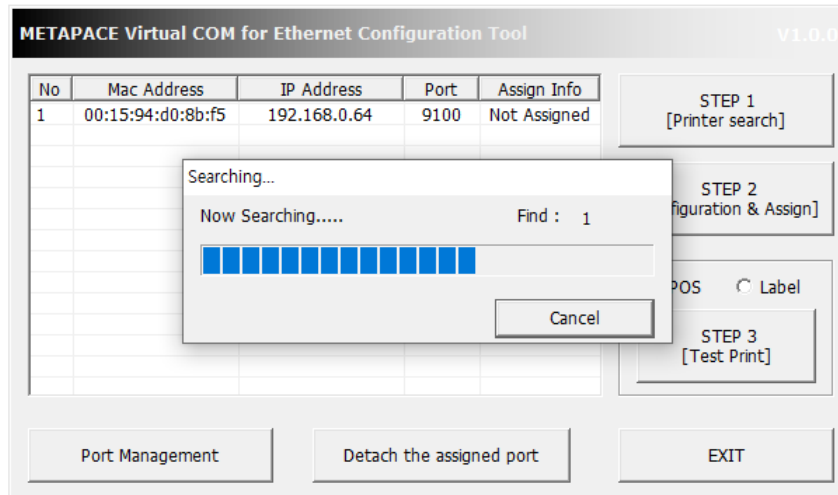 METAPACE Virtual COM for Ethernet Configuration Tool V1.0.0
No Mac Address IP Address Port Assign Info
1 00:15:94:d0:8b:f5 192.168.0.64 9100 Not Assigned
STEP 1
[Printer search]
Searching...
Now Searching..... Find : 1
Cancel
STEP 2
figuration & Assign]
POS Label
STEP 3
[Test Print]
Port Management
Detach the assigned port
EXIT